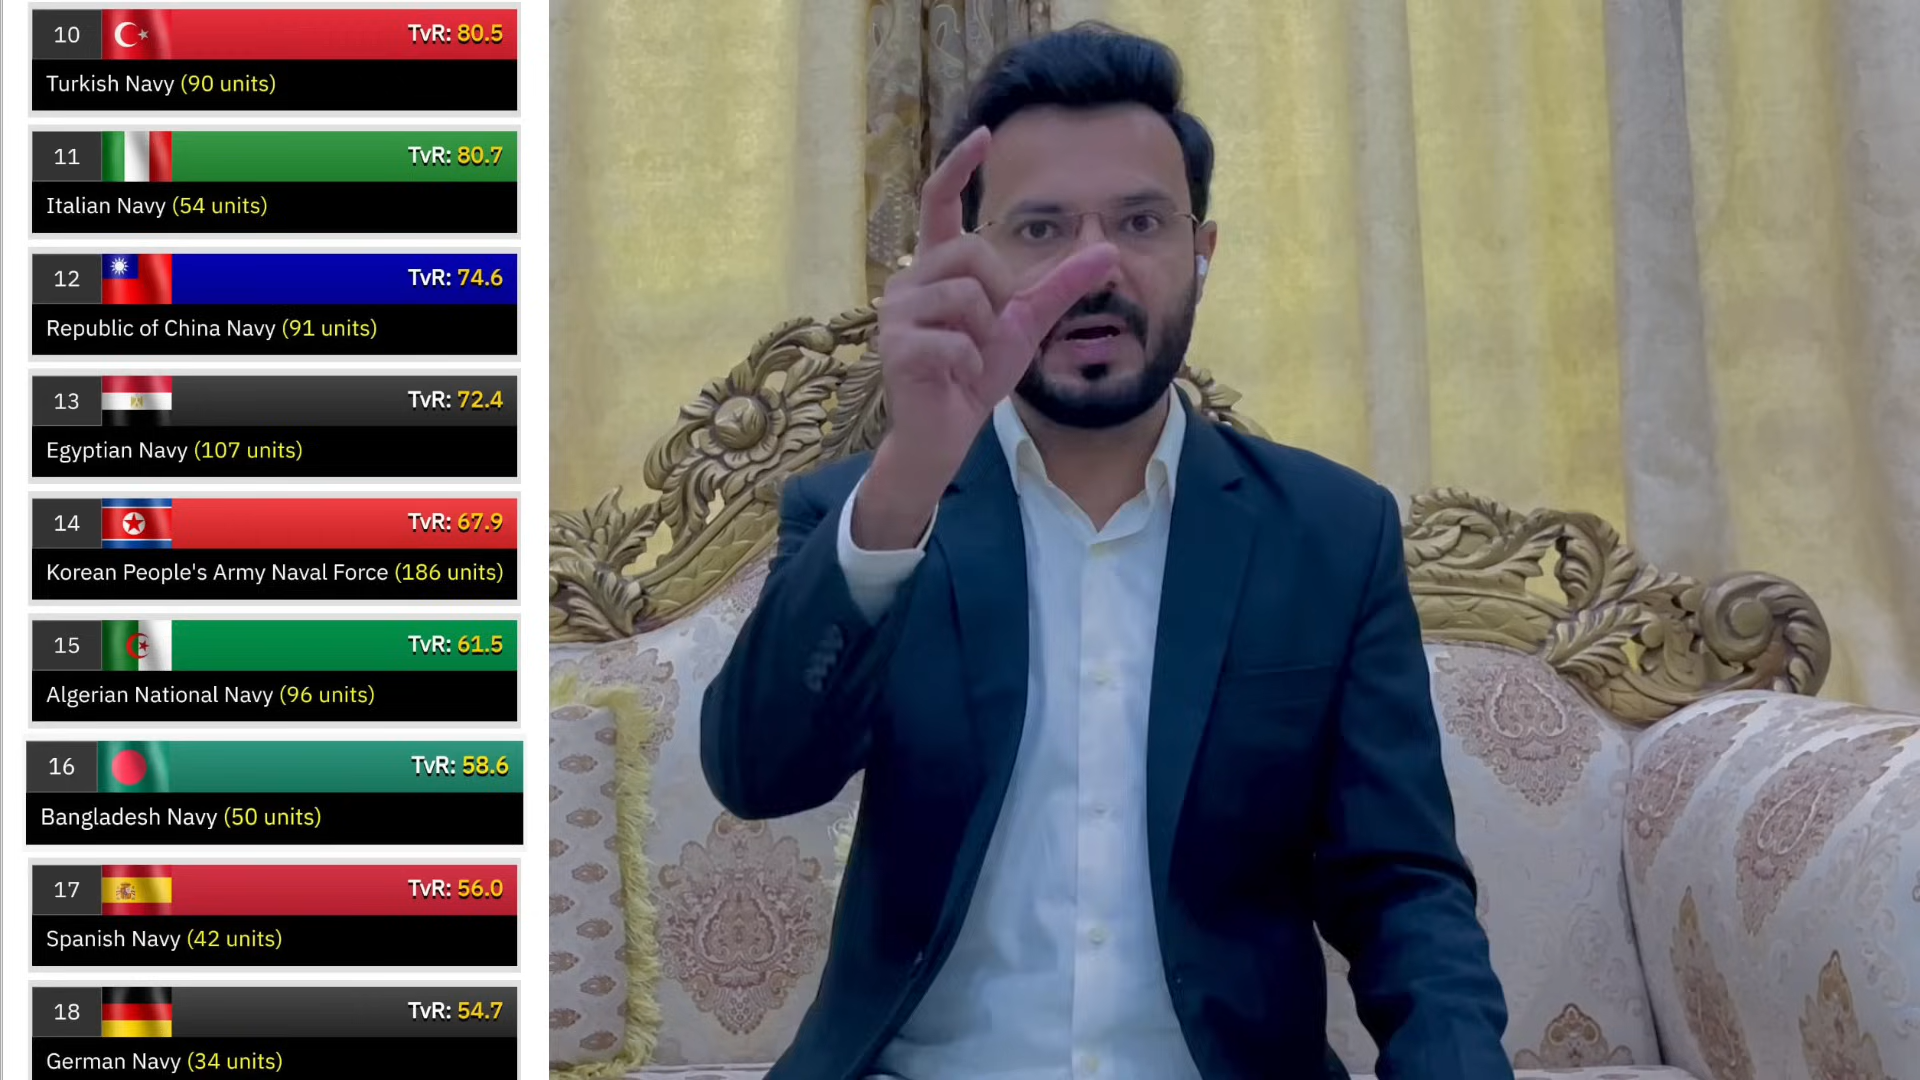 10 TvR: 80.5
Turkish Navy (90 units)
11 TvR: 80.7
Italian Navy (54 units)
12 TvR: 74.6
Republic of China Navy (91 units)
13 TvR: 72.4
Egyptian Navy (107 units)
14 TvR: 67.9
Korean People's Army Naval Force (186 units)
15 TvR: 61.5
Algerian National Navy (96 units)
16 TvR: 58.6
Bangladesh Navy (50 units)
17 TvR: 56.0
Spanish Navy (42 units)
18 TvR: 54.7
German Navy (34 units)